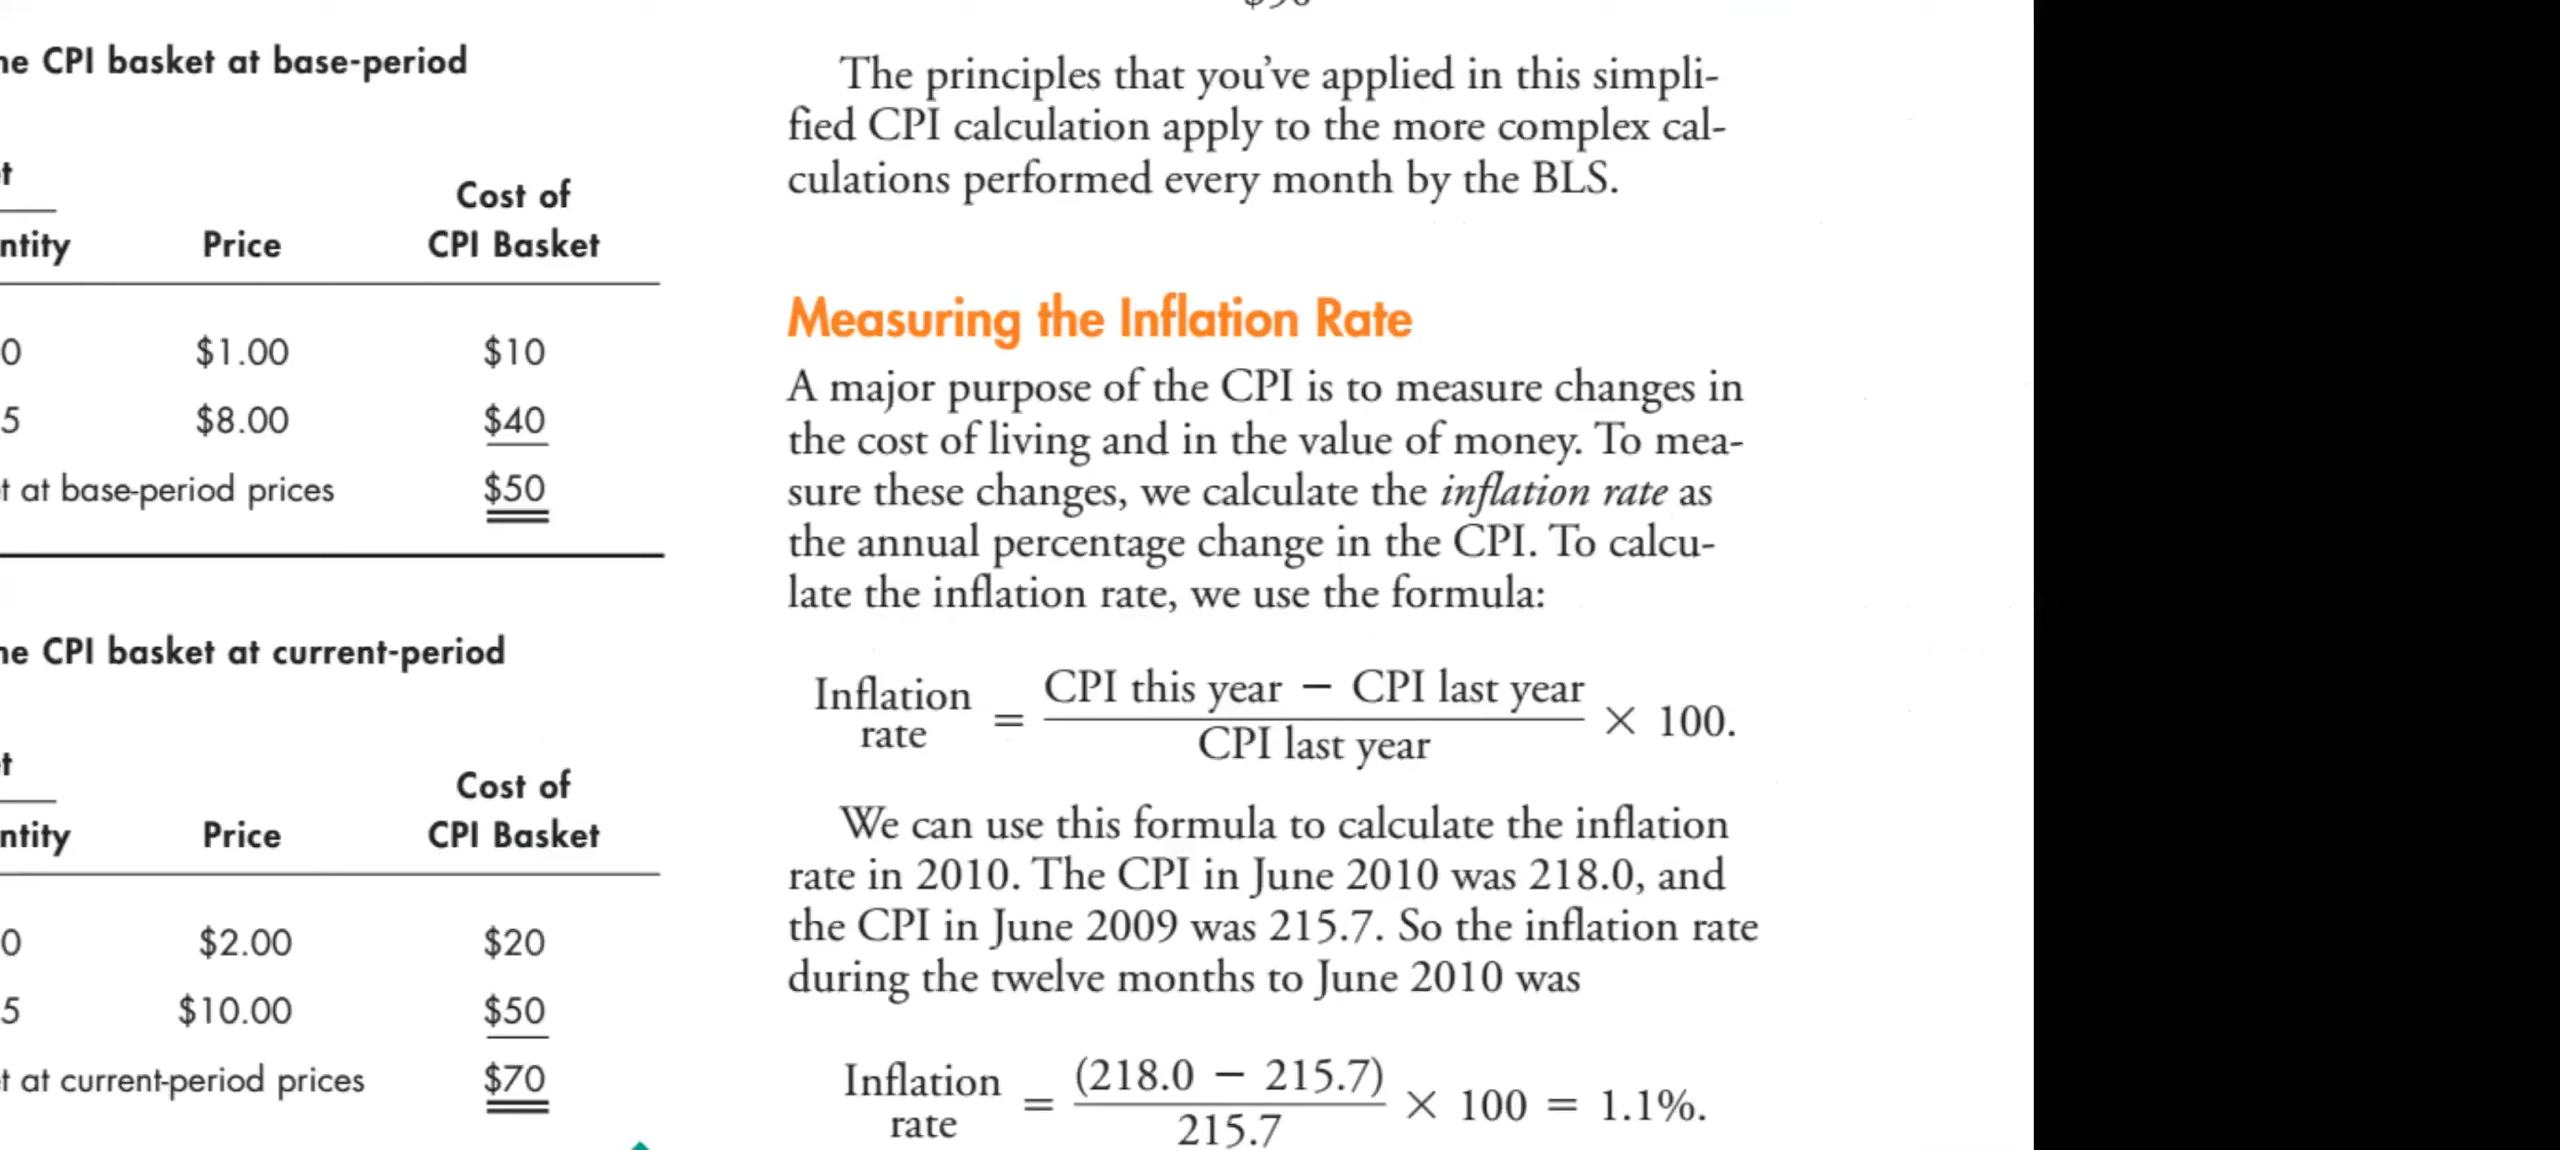 he CPI basket at base-period
t
Cost of
ntity Price CPI Basket
0 $1.00 $10
5 $8.00 $40
t at base-period prices $50
he CPI basket at current-period
t
Cost of
ntity Price CPI Basket
0 $2.00 $20
5 $10.00 $50
t at current-period prices $70
The principles that you’ve applied in this simpli-
fied CPI calculation apply to the more complex cal-
culations performed every month by the BLS.
Measuring the Inflation Rate
A major purpose of the CPI is to measure changes in
the cost of living and in the value of money. To mea-
sure these changes, we calculate the inflation rate as
the annual percentage change in the CPI. To calcu-
late the inflation rate, we use the formula:
Inflation rate = (CPI this year − CPI last year) / CPI last year × 100.
We can use this formula to calculate the inflation
rate in 2010. The CPI in June 2010 was 218.0, and
the CPI in June 2009 was 215.7. So the inflation rate
during the twelve months to June 2010 was
Inflation rate = (218.0 − 215.7) / 215.7 × 100 = 1.1%.